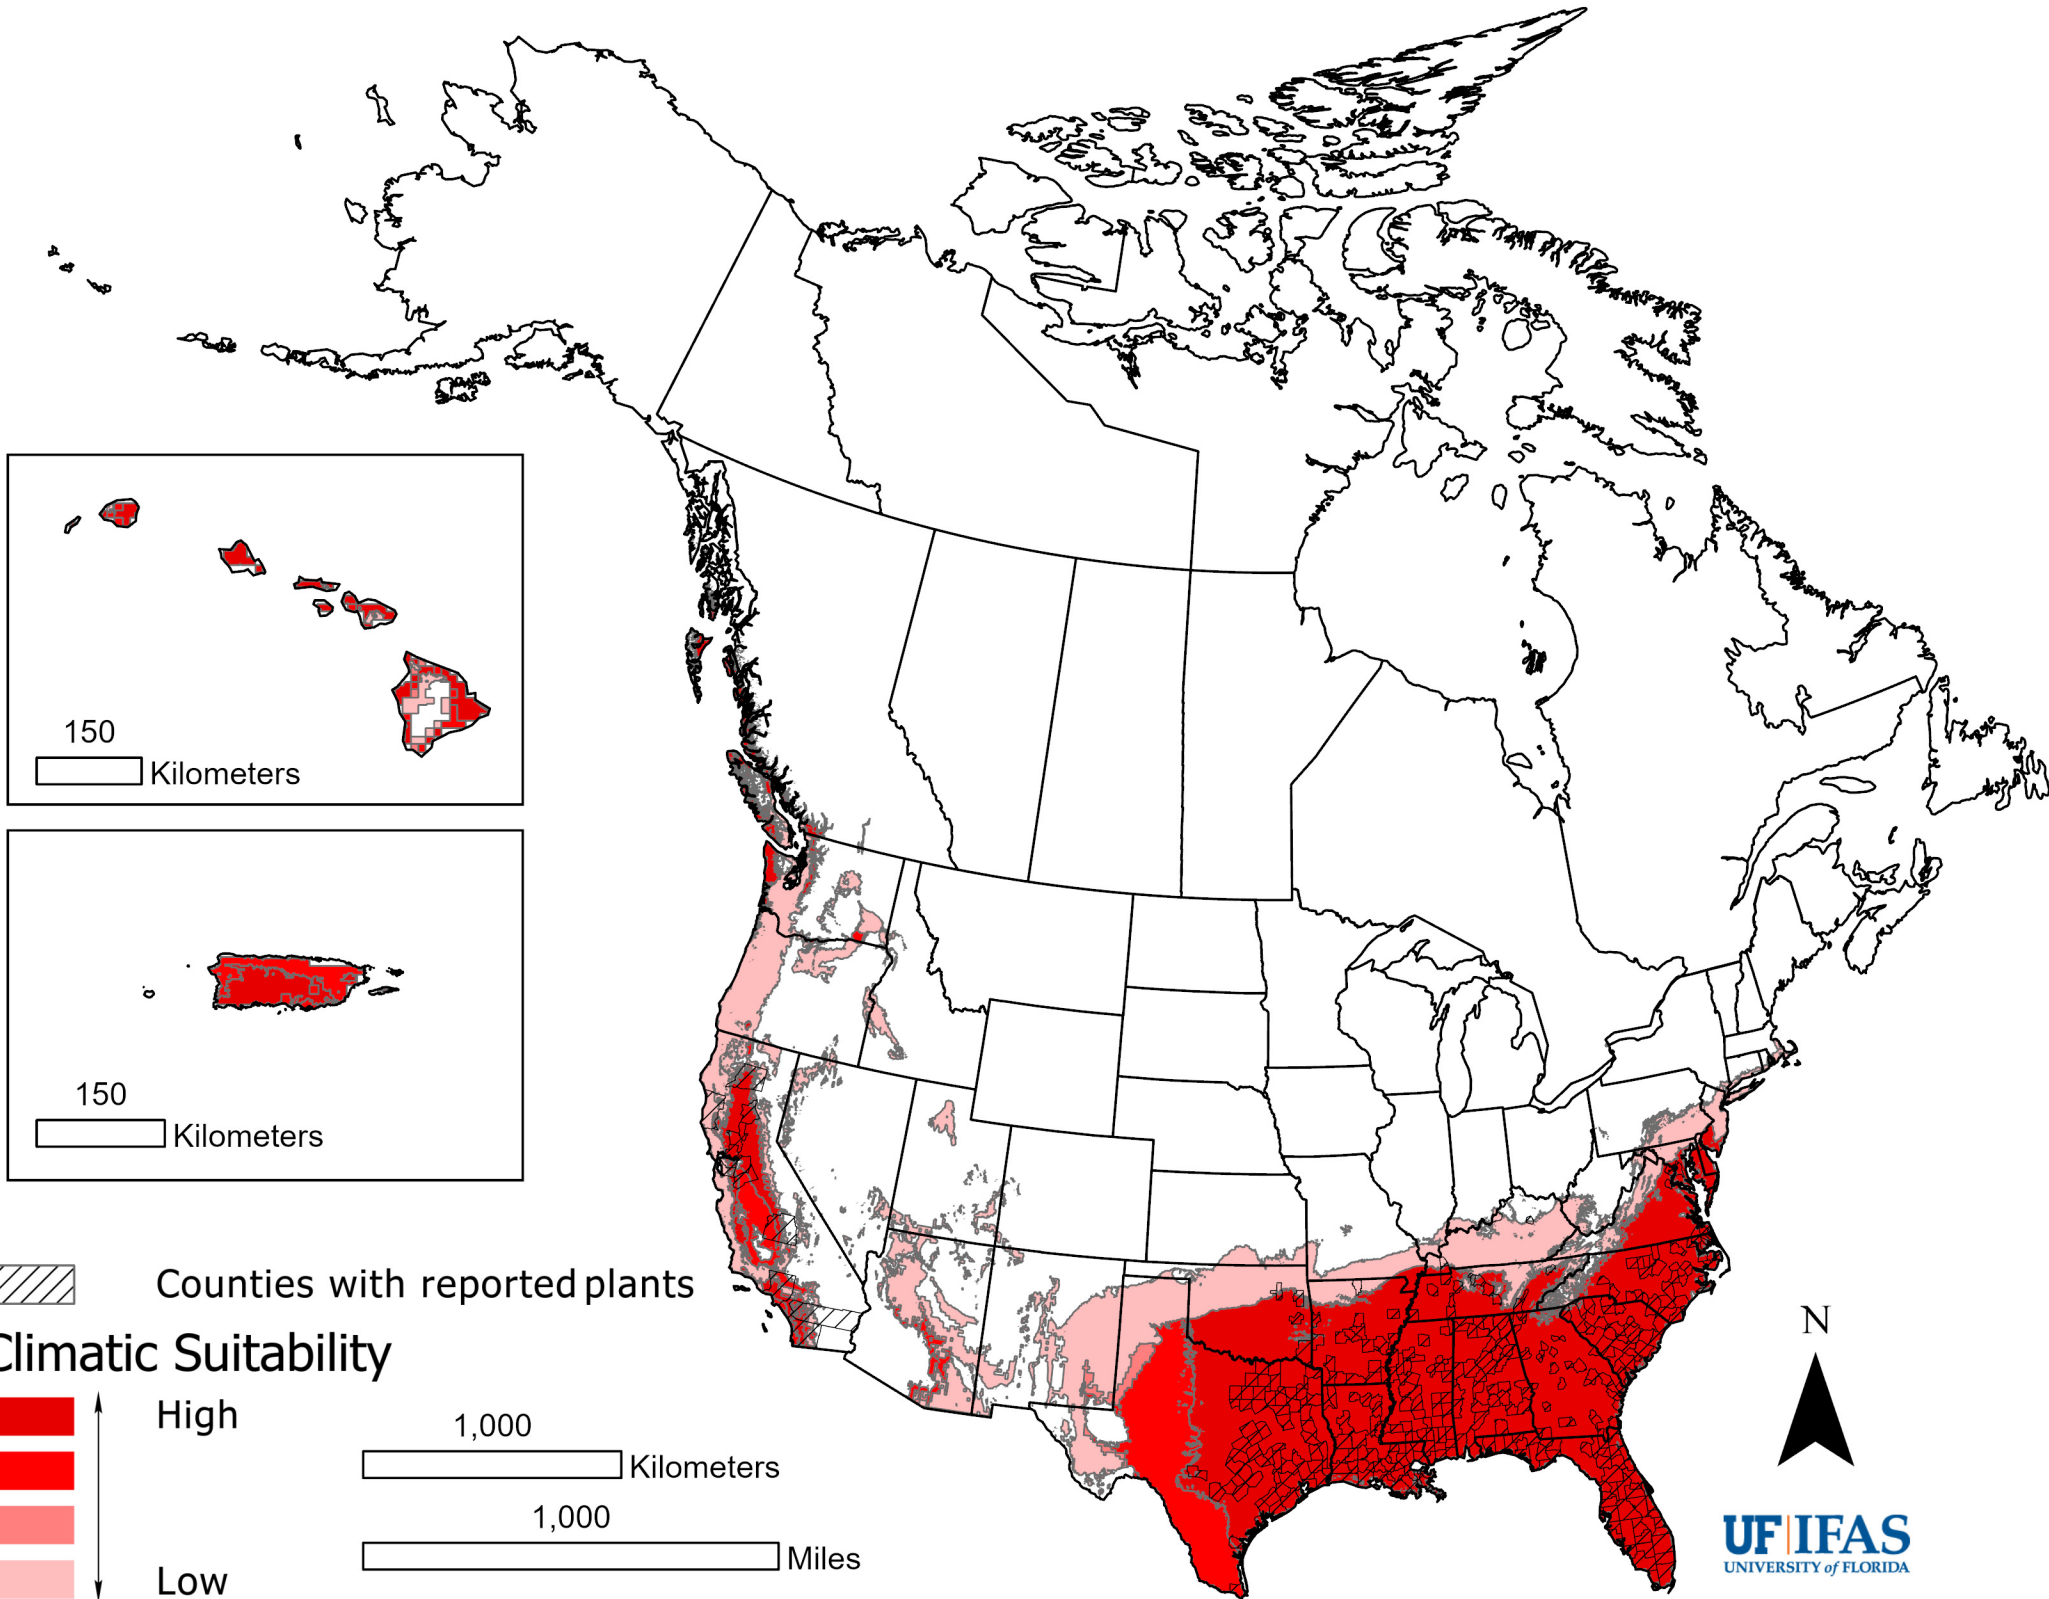 150
Kilometers
150
Kilometers
Counties with reported plants
Climatic Suitability
High
Low
1,000
Kilometers
1,000
Miles
N
UF|IFAS
UNIVERSITY of FLORIDA